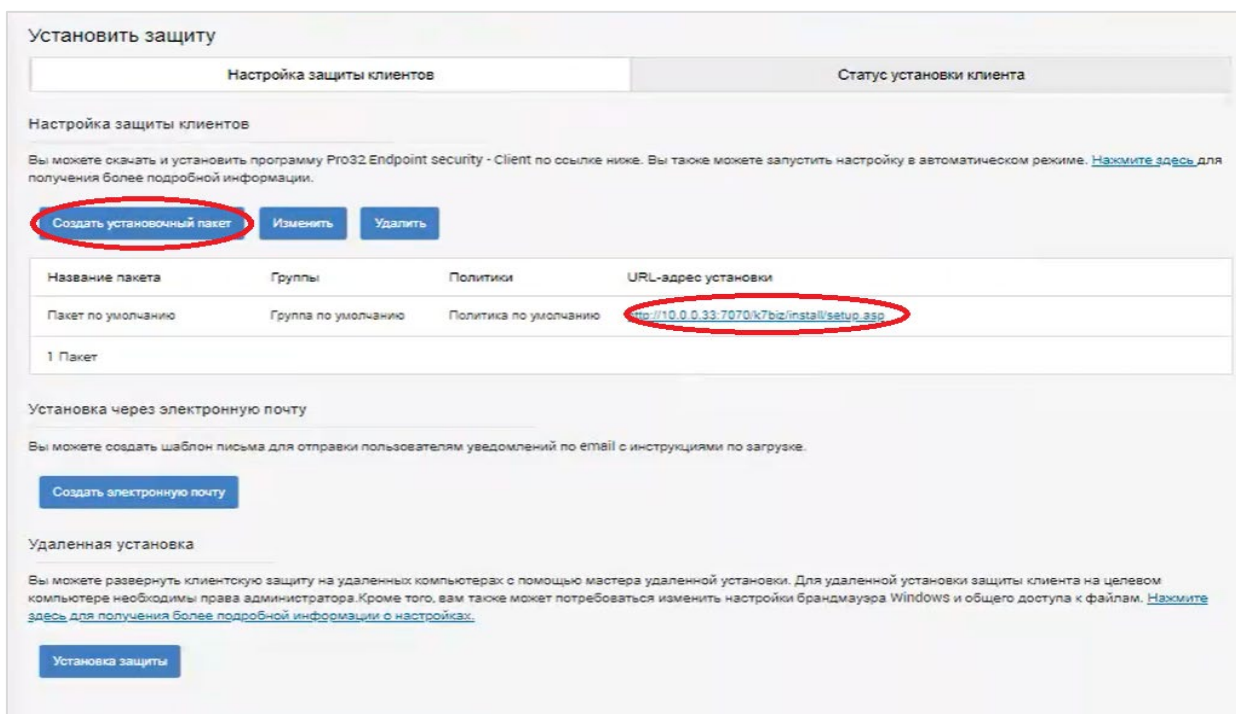 Установить защиту
Настройка защиты клиентов
Статус установки клиента
Настройка защиты клиентов
Вы можете скачать и установить программу Pro32 Endpoint security - Client по ссылке ниже. Вы также можете запустить настройку в автоматическом режиме. Нажмите здесь для
получения более подробной информации.
Создать установочный пакет
Изменить
Удалить
Название пакета
Группы
Политики
URL-адрес установки
Пакет по умолчанию
Группа по умолчанию
Политика по умолчанию
http://10.0.0.33:7070/k7biz/install/setup.asp
1 Пакет
Установка через электронную почту
Вы можете создать шаблон письма для отправки пользователям уведомлений по email с инструкциями по загрузке.
Создать электронную почту
Удаленная установка
Вы можете развернуть клиентскую защиту на удаленных компьютерах с помощью мастера удаленной установки. Для удаленной установки защиты клиента на целевом
компьютере необходимы права администратора.Кроме того, вам также может потребоваться изменить настройки брандмауэра Windows и общего доступа к файлам. Нажмите
здесь для получения более подробной информации о настройках.
Установка защиты